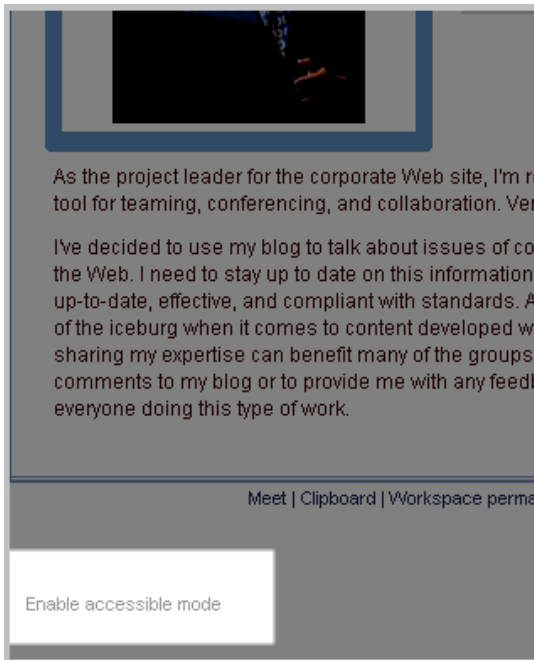 As the project leader for the corporate Web site, I'm
tool for teaming, conferencing, and collaboration.
I've decided to use my blog to talk about issues of
the Web. I need to stay up to date on this information
up-to-date, effective, and compliant with standards.
of the iceburg when it comes to content developed
sharing my expertise can benefit many of the groups
comments to my blog or to provide me with any
everyone doing this type of work.
Meet | Clipboard | Workspace
Enable accessible mode